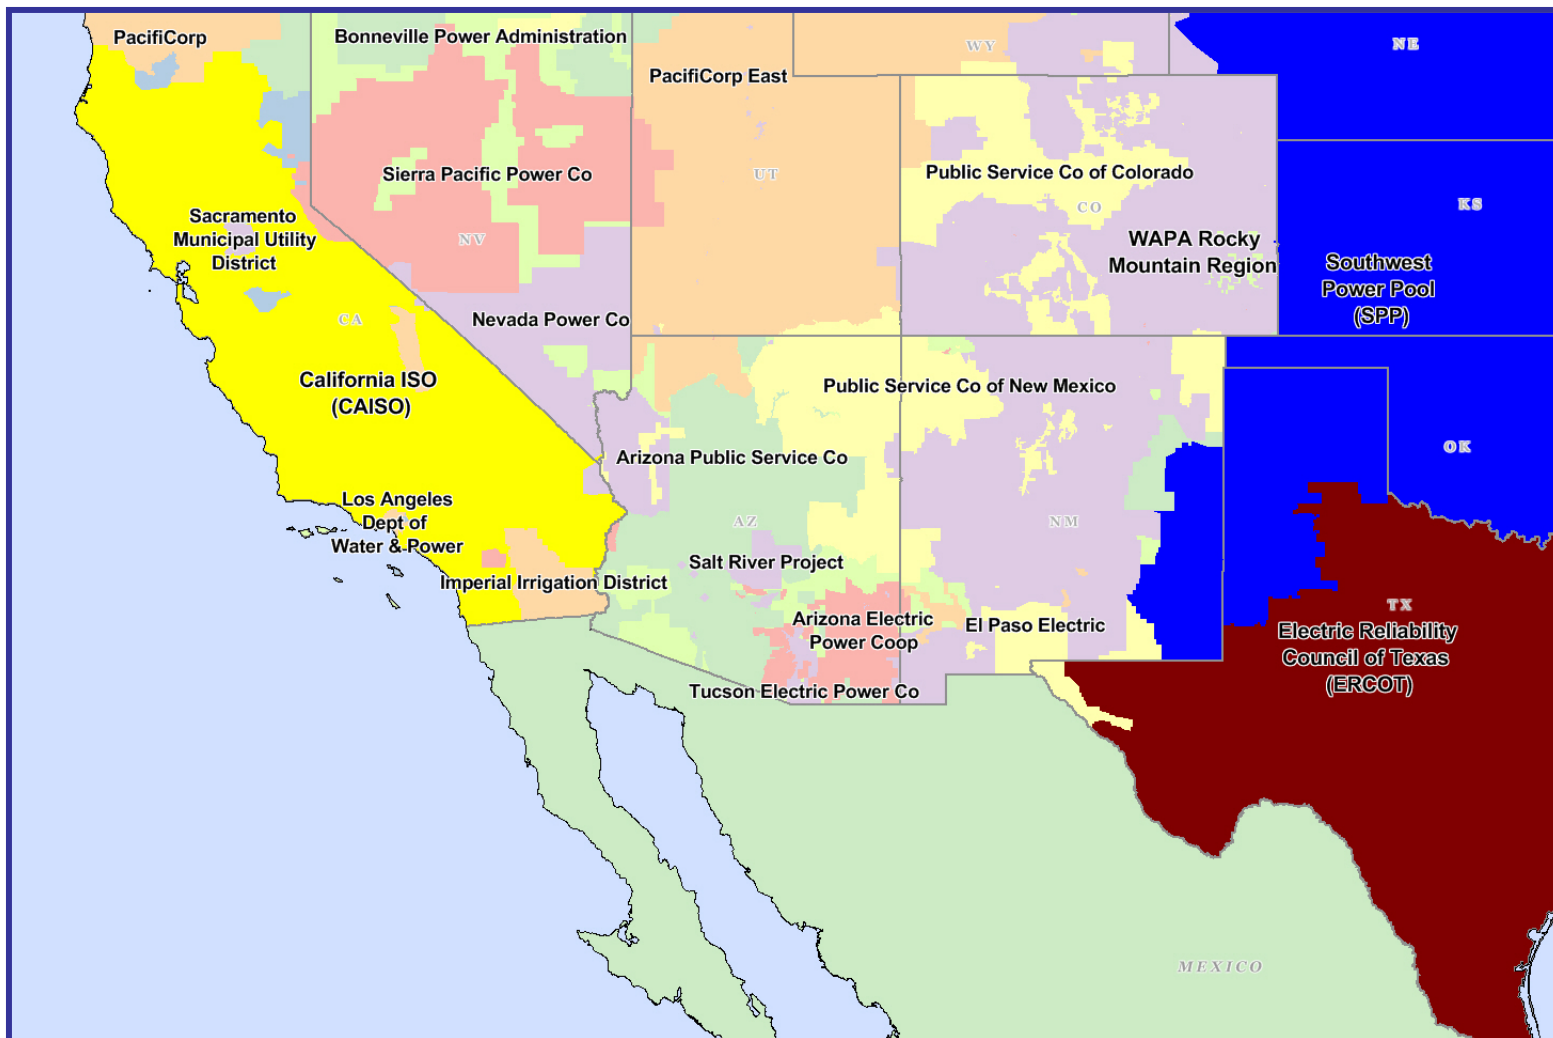 PacifiCorp
Bonneville Power Administration
WY
NE
PacifiCorp East
Sierra Pacific Power Co
UT
Public Service Co of Colorado
CO
KS
Sacramento
Municipal Utility
District
NV
WAPA Rocky
Mountain Region
Southwest
Power Pool
(SPP)
CA
Nevada Power Co
California ISO
(CAISO)
Public Service Co of New Mexico
OK
Arizona Public Service Co
Los Angeles
Dept of
Water & Power
AZ
NM
Salt River Project
Imperial Irrigation District
TX
Arizona Electric
Power Coop
El Paso Electric
Electric Reliability
Council of Texas
(ERCOT)
Tucson Electric Power Co
MEXICO